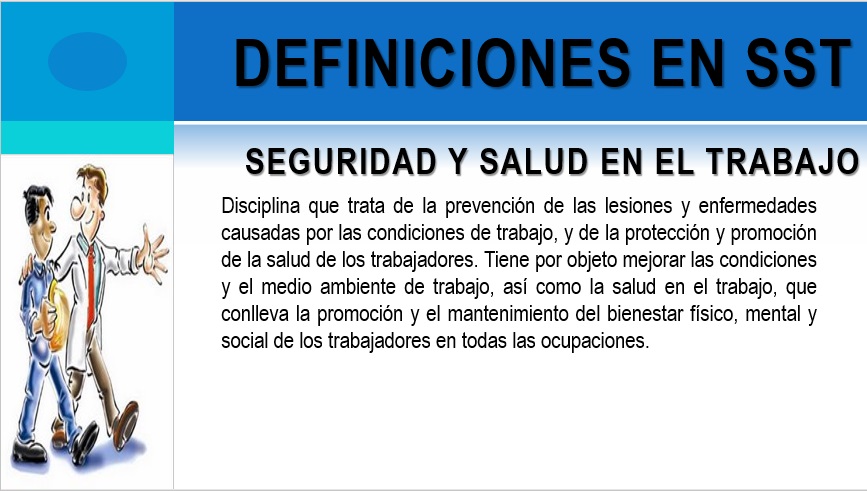 DEFINICIONES EN SST
SEGURIDAD Y SALUD EN EL TRABAJO
Disciplina que trata de la prevención de las lesiones y enfermedades
causadas por las condiciones de trabajo, y de la protección y promoción
de la salud de los trabajadores. Tiene por objeto mejorar las condiciones
y el medio ambiente de trabajo, así como la salud en el trabajo, que
conlleva la promoción y el mantenimiento del bienestar físico, mental y
social de los trabajadores en todas las ocupaciones.